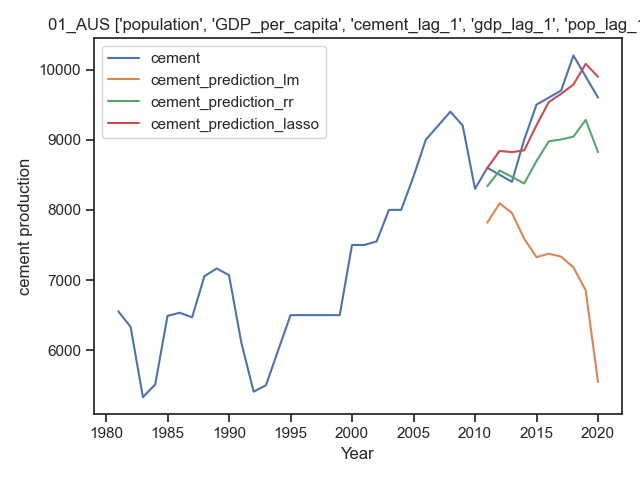 01_AUS ['population', 'GDP_per_capita', 'cement_lag_1', 'gdp_lag_1', 'pop_lag_1
cement
cement_prediction_lm
cement_prediction_rr
cement_prediction_lasso
cement production
10000
9000
8000
7000
6000
1980 1985 1990 1995 2000 2005 2010 2015 2020
Year